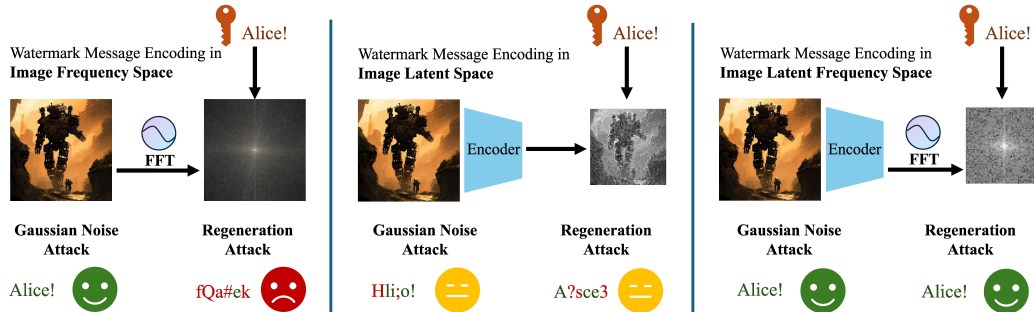 Alice!
Watermark Message Encoding in
Image Frequency Space
FFT
Gaussian Noise
Attack
Regeneration
Attack
Alice!
fQa#ek
Alice!
Watermark Message Encoding in
Image Latent Space
Encoder
Gaussian Noise
Attack
Regeneration
Attack
Hli;o!
A?sce3
Alice!
Watermark Message Encoding in
Image Latent Frequency Space
Encoder
FFT
Gaussian Noise
Attack
Regeneration
Attack
Alice!
Alice!